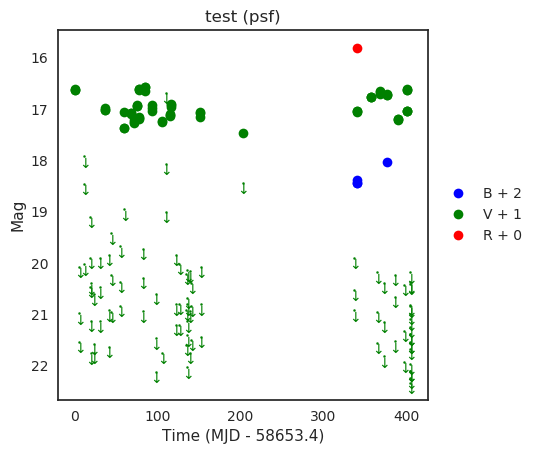 test (psf)
16
17
18
19
20
21
22
Mag
0
100
200
300
400
Time (MJD - 58653.4)
B + 2
V + 1
R + 0